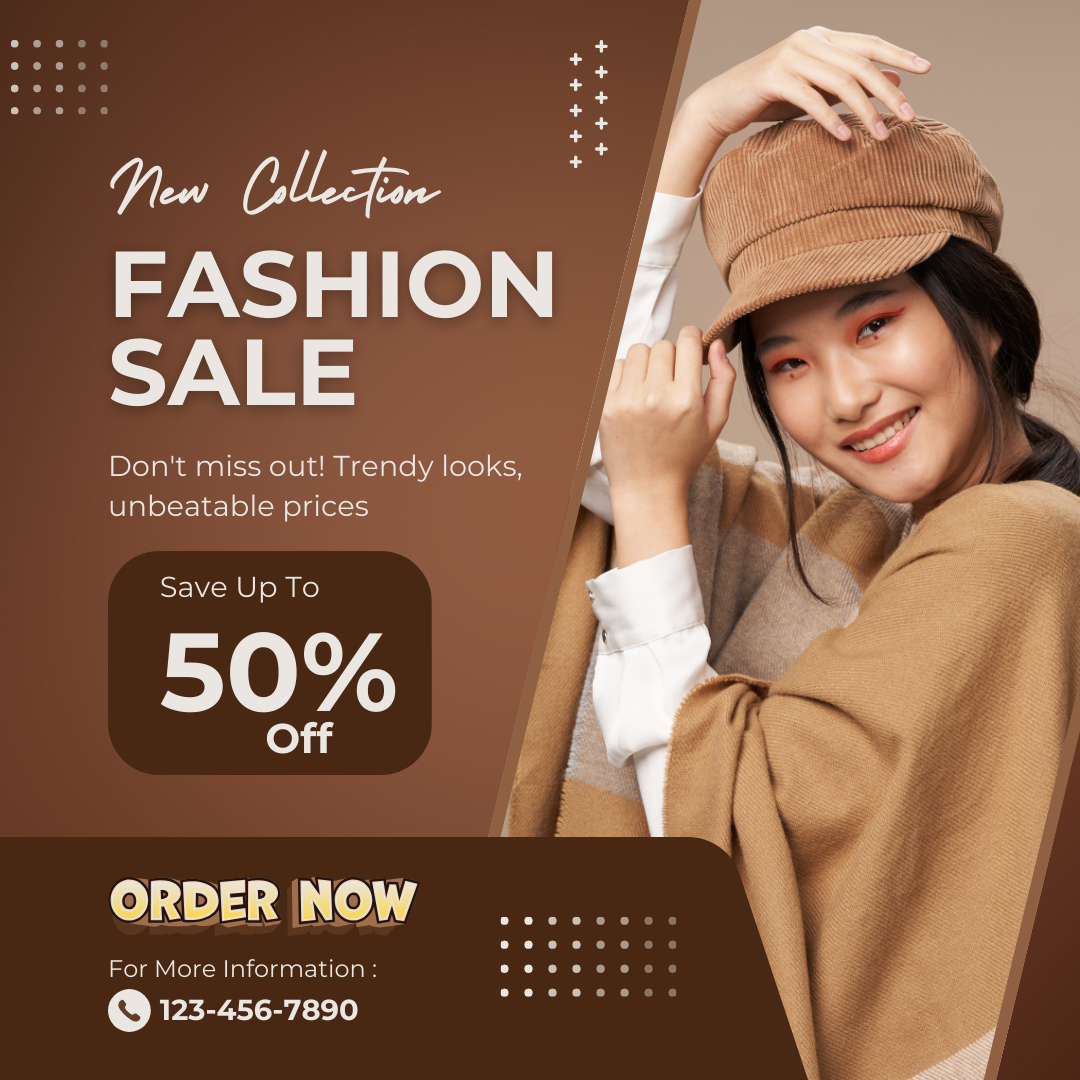 New Collection
FASHION
SALE
Don't miss out! Trendy looks,
unbeatable prices
Save Up To
50%
Off
ORDER NOW
For More Information :
123-456-7890